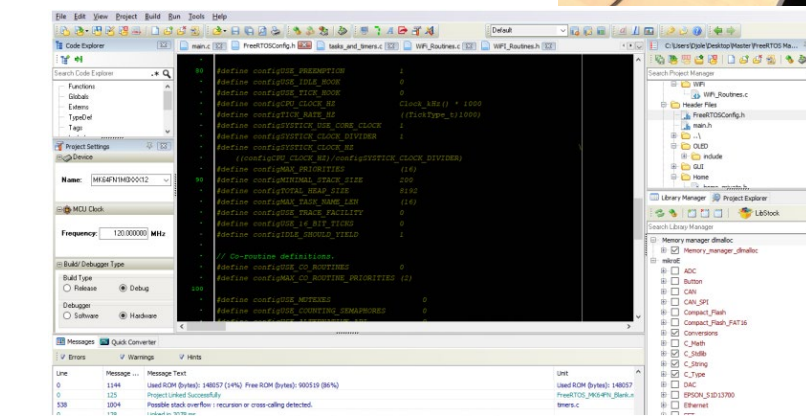 File Edit View Project Build Run Tools Help
Default
Code Explorer
main.c FreeRTOSConfig.h tasks_and_timers.c WiFi_Routines.c WiFI_Routines.h
C:\Users\Djole\Desktop\Master\FreeRTOS Ma...
Search Code Explorer
Functions
Globals
Externs
TypeDef
Tags
Project Settings
Device
Name: MK64FN1M0XXX12
MCU Clock
Frequency: 120.000000 MHz
Build/Debugger Type
Build Type
Release Debug
Debugger
Software Hardware
80 #define configUSE_PREEMPTION 1
#define configUSE_IDLE_HOOK 0
#define configUSE_TICK_HOOK 0
#define configCPU_CLOCK_HZ Clock_kHz() * 1000
#define configTICK_RATE_HZ ((TickType_t)1000)
#define configSYSTICK_USE_CORE_CLOCK 1
#define configSYSTICK_CLOCK_DIVIDER 1
#define configSYSTICK_CLOCK_HZ \
((configCPU_CLOCK_HZ)/configSYSTICK_CLOCK_DIVIDER)
#define configMAX_PRIORITIES (16)
90 #define configMINIMAL_STACK_SIZE 200
#define configTOTAL_HEAP_SIZE 8192
#define configMAX_TASK_NAME_LEN (16)
#define configUSE_TRACE_FACILITY 0
#define configUSE_16_BIT_TICKS 0
#define configIDLE_SHOULD_YIELD 1
// Co-routine definitions.
#define configUSE_CO_ROUTINES 0
#define configMAX_CO_ROUTINE_PRIORITIES (2)
100
#define configUSE_MUTEXES 0
#define configUSE_COUNTING_SEMAPHORES 0
Search Project Manager
WiFi
WiFi_Routines.c
Header Files
FreeRTOSConfig.h
main.h
..\
OLED
include
GUI
Home
Library Manager Project Explorer
LibStock
Search Library Manager
Memory manager dlmalloc
Memory_manager_dlmalloc
mikroE
ADC
Button
CAN
CAN_SPI
Compact_Flash
Compact_Flash_FAT16
Conversions
C_Math
C_Stdlib
C_String
C_Type
DAC
EPSON_S1D13700
Ethernet
Messages Quick Converter
Errors Warnings Hints
Line Message ... Message Text Unit
0 1144 Used ROM (bytes): 148057 (14%) Free ROM (bytes): 900519 (86%) Used ROM (bytes): 148057
0 125 Project Linked Successfully FreeRTOS_MK64FN_Blank.m
538 1004 Possible stack overflow : recursion or cross-calling detected. timers.c